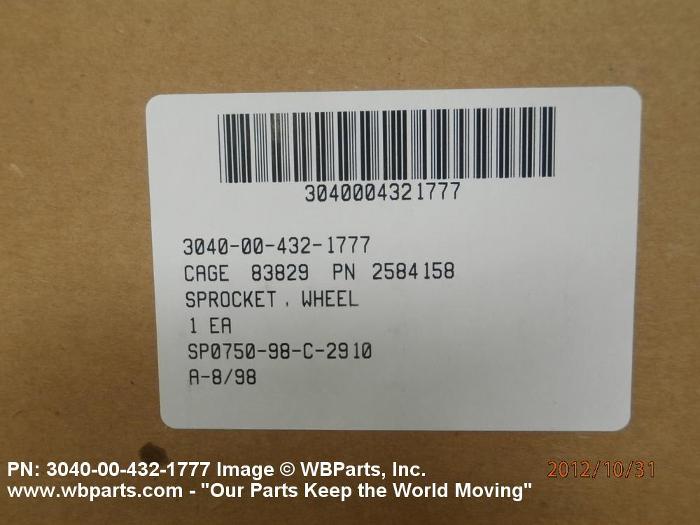 3040004321777
3040-00-432-1777
CAGE 83829 PN 2584158
SPROCKET, WHEEL
1 EA
SP0750-98-C-2910
A-8/98
PN: 3040-00-432-1777 Image © WBParts, Inc.
2012/10/31
www.wbparts.com - "Our Parts Keep the World Moving"